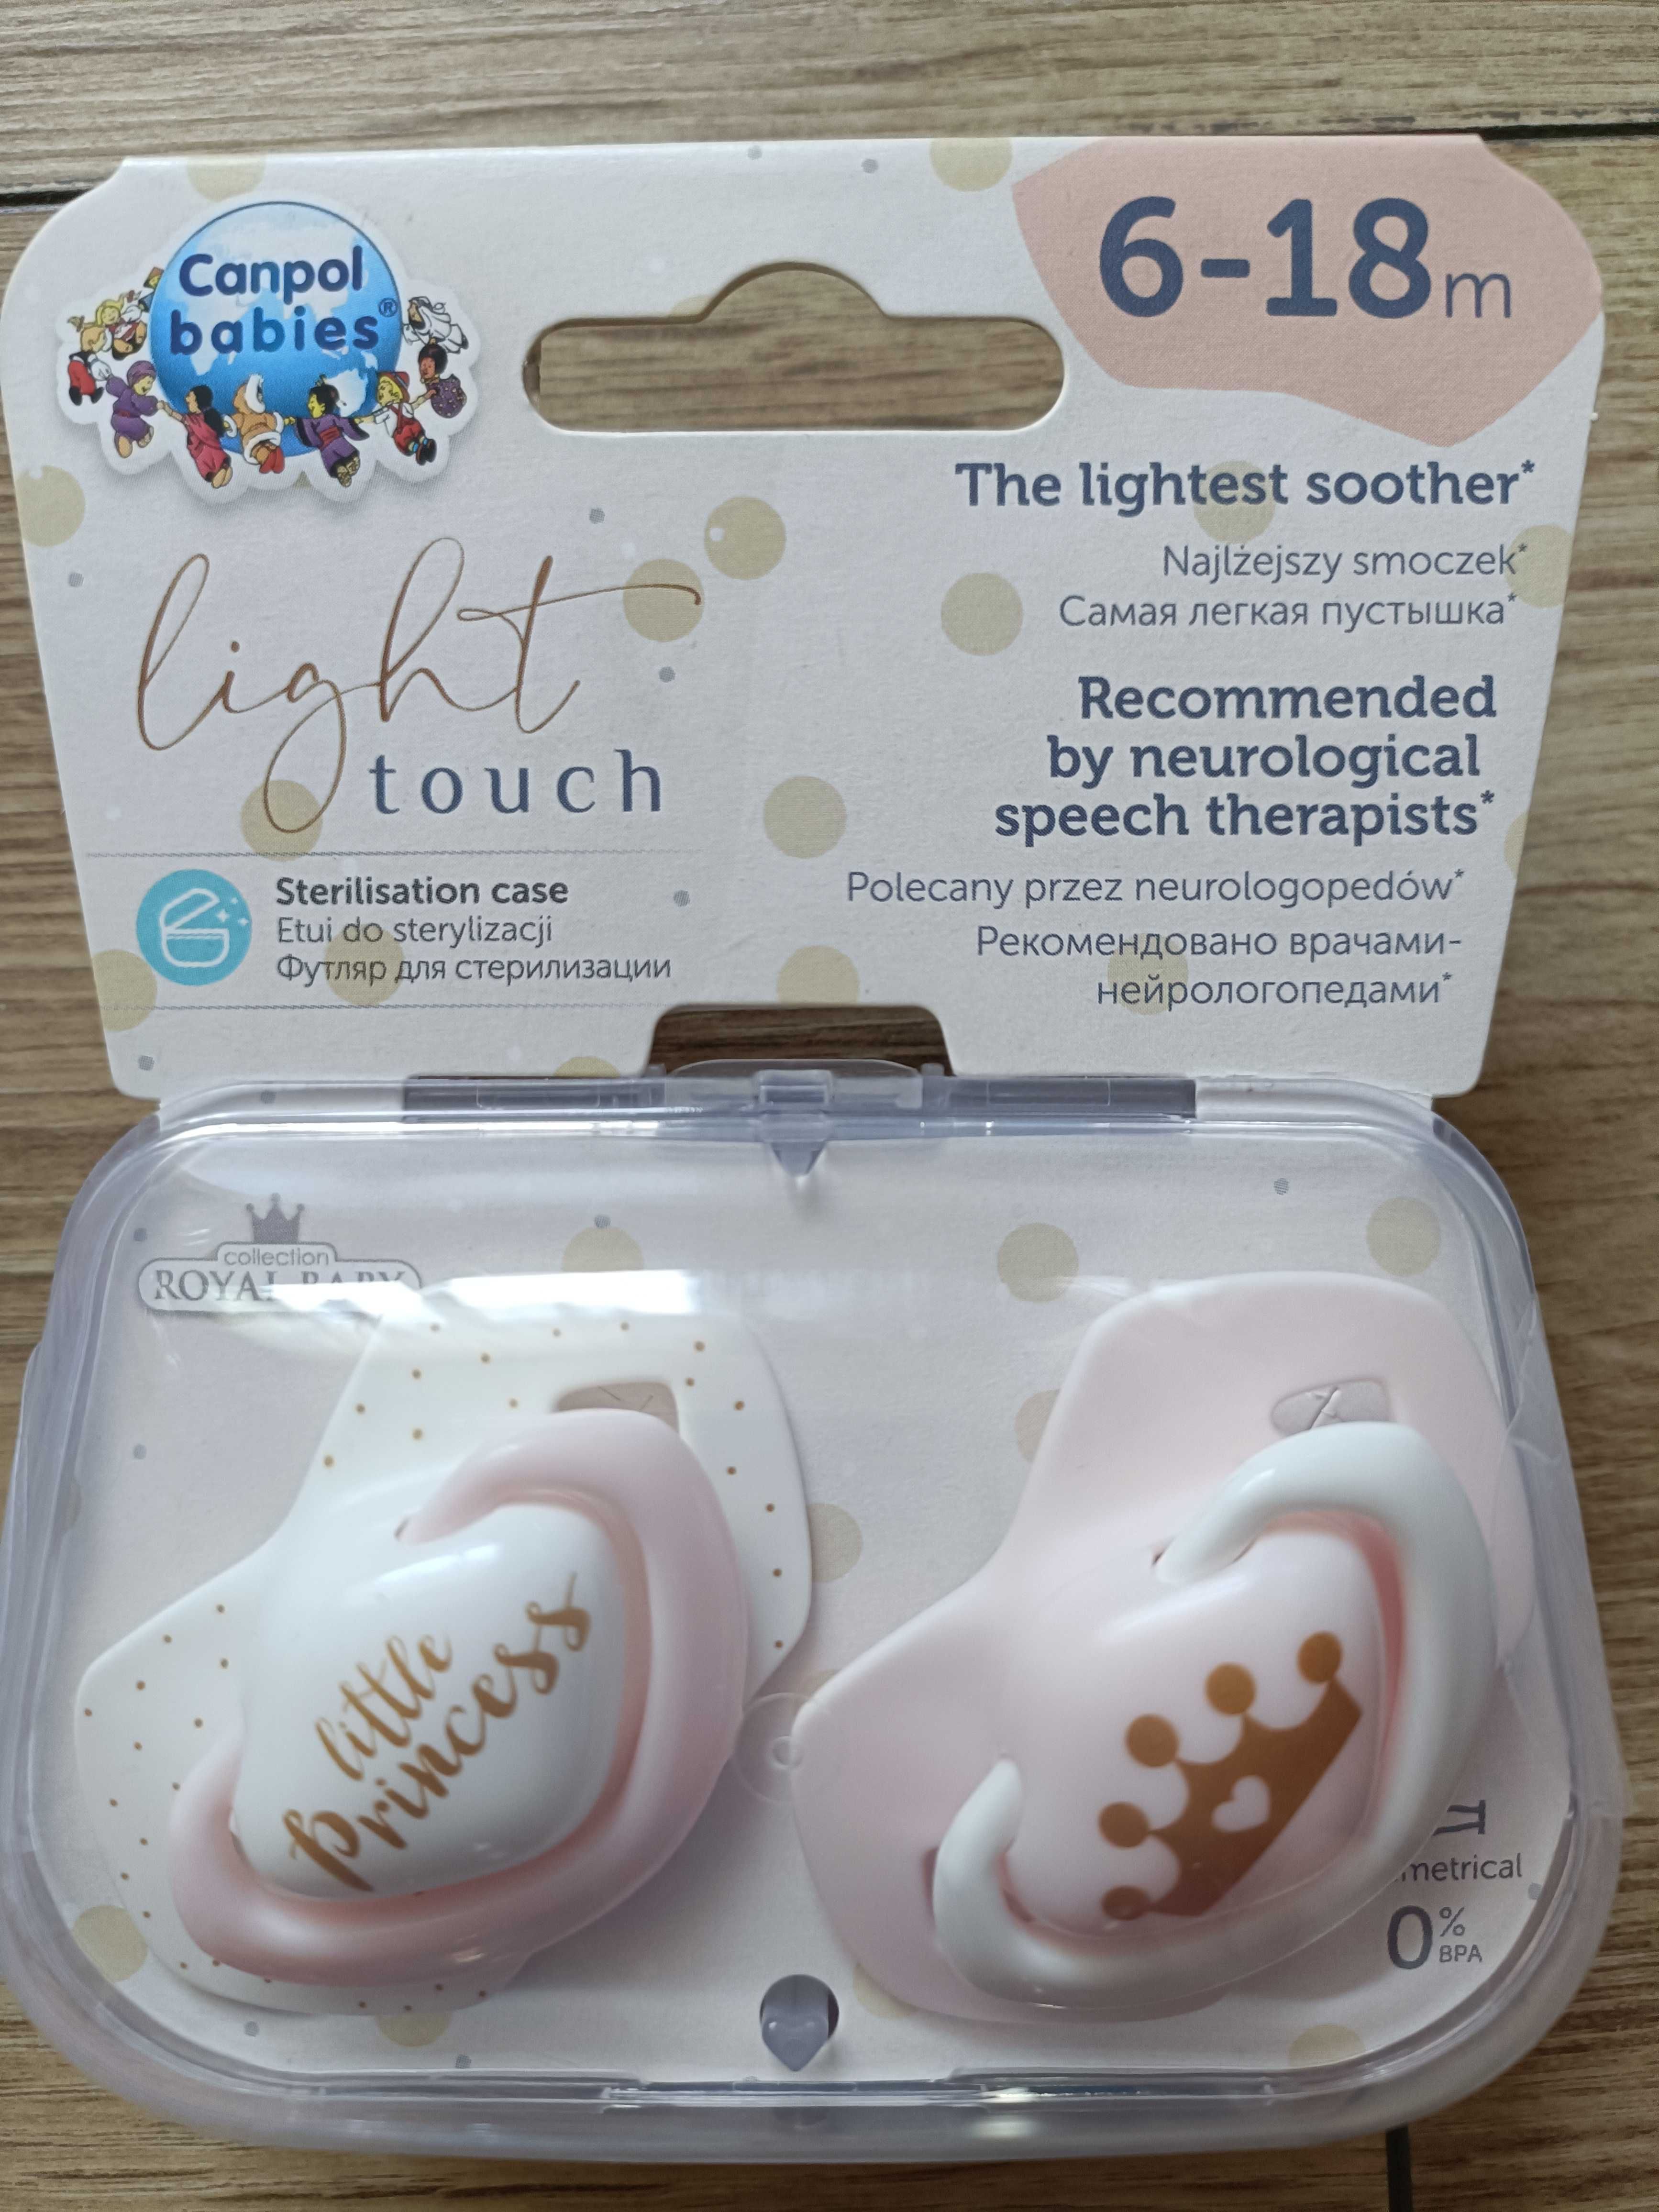 Canpol
babies®
6-18m
The lightest soother*
Najlżejszy smoczek*
Самая легкая пустышка*
light
touch
Recommended
by neurological
speech therapists*
Polecany przez neurologopedów*
Рекомендовано врачами-
нейрологопедами*
Sterilisation case
Etui do sterylizacji
Футляр для стерилизации
collection
ROYAL BABY
little
princess
0%
BPA